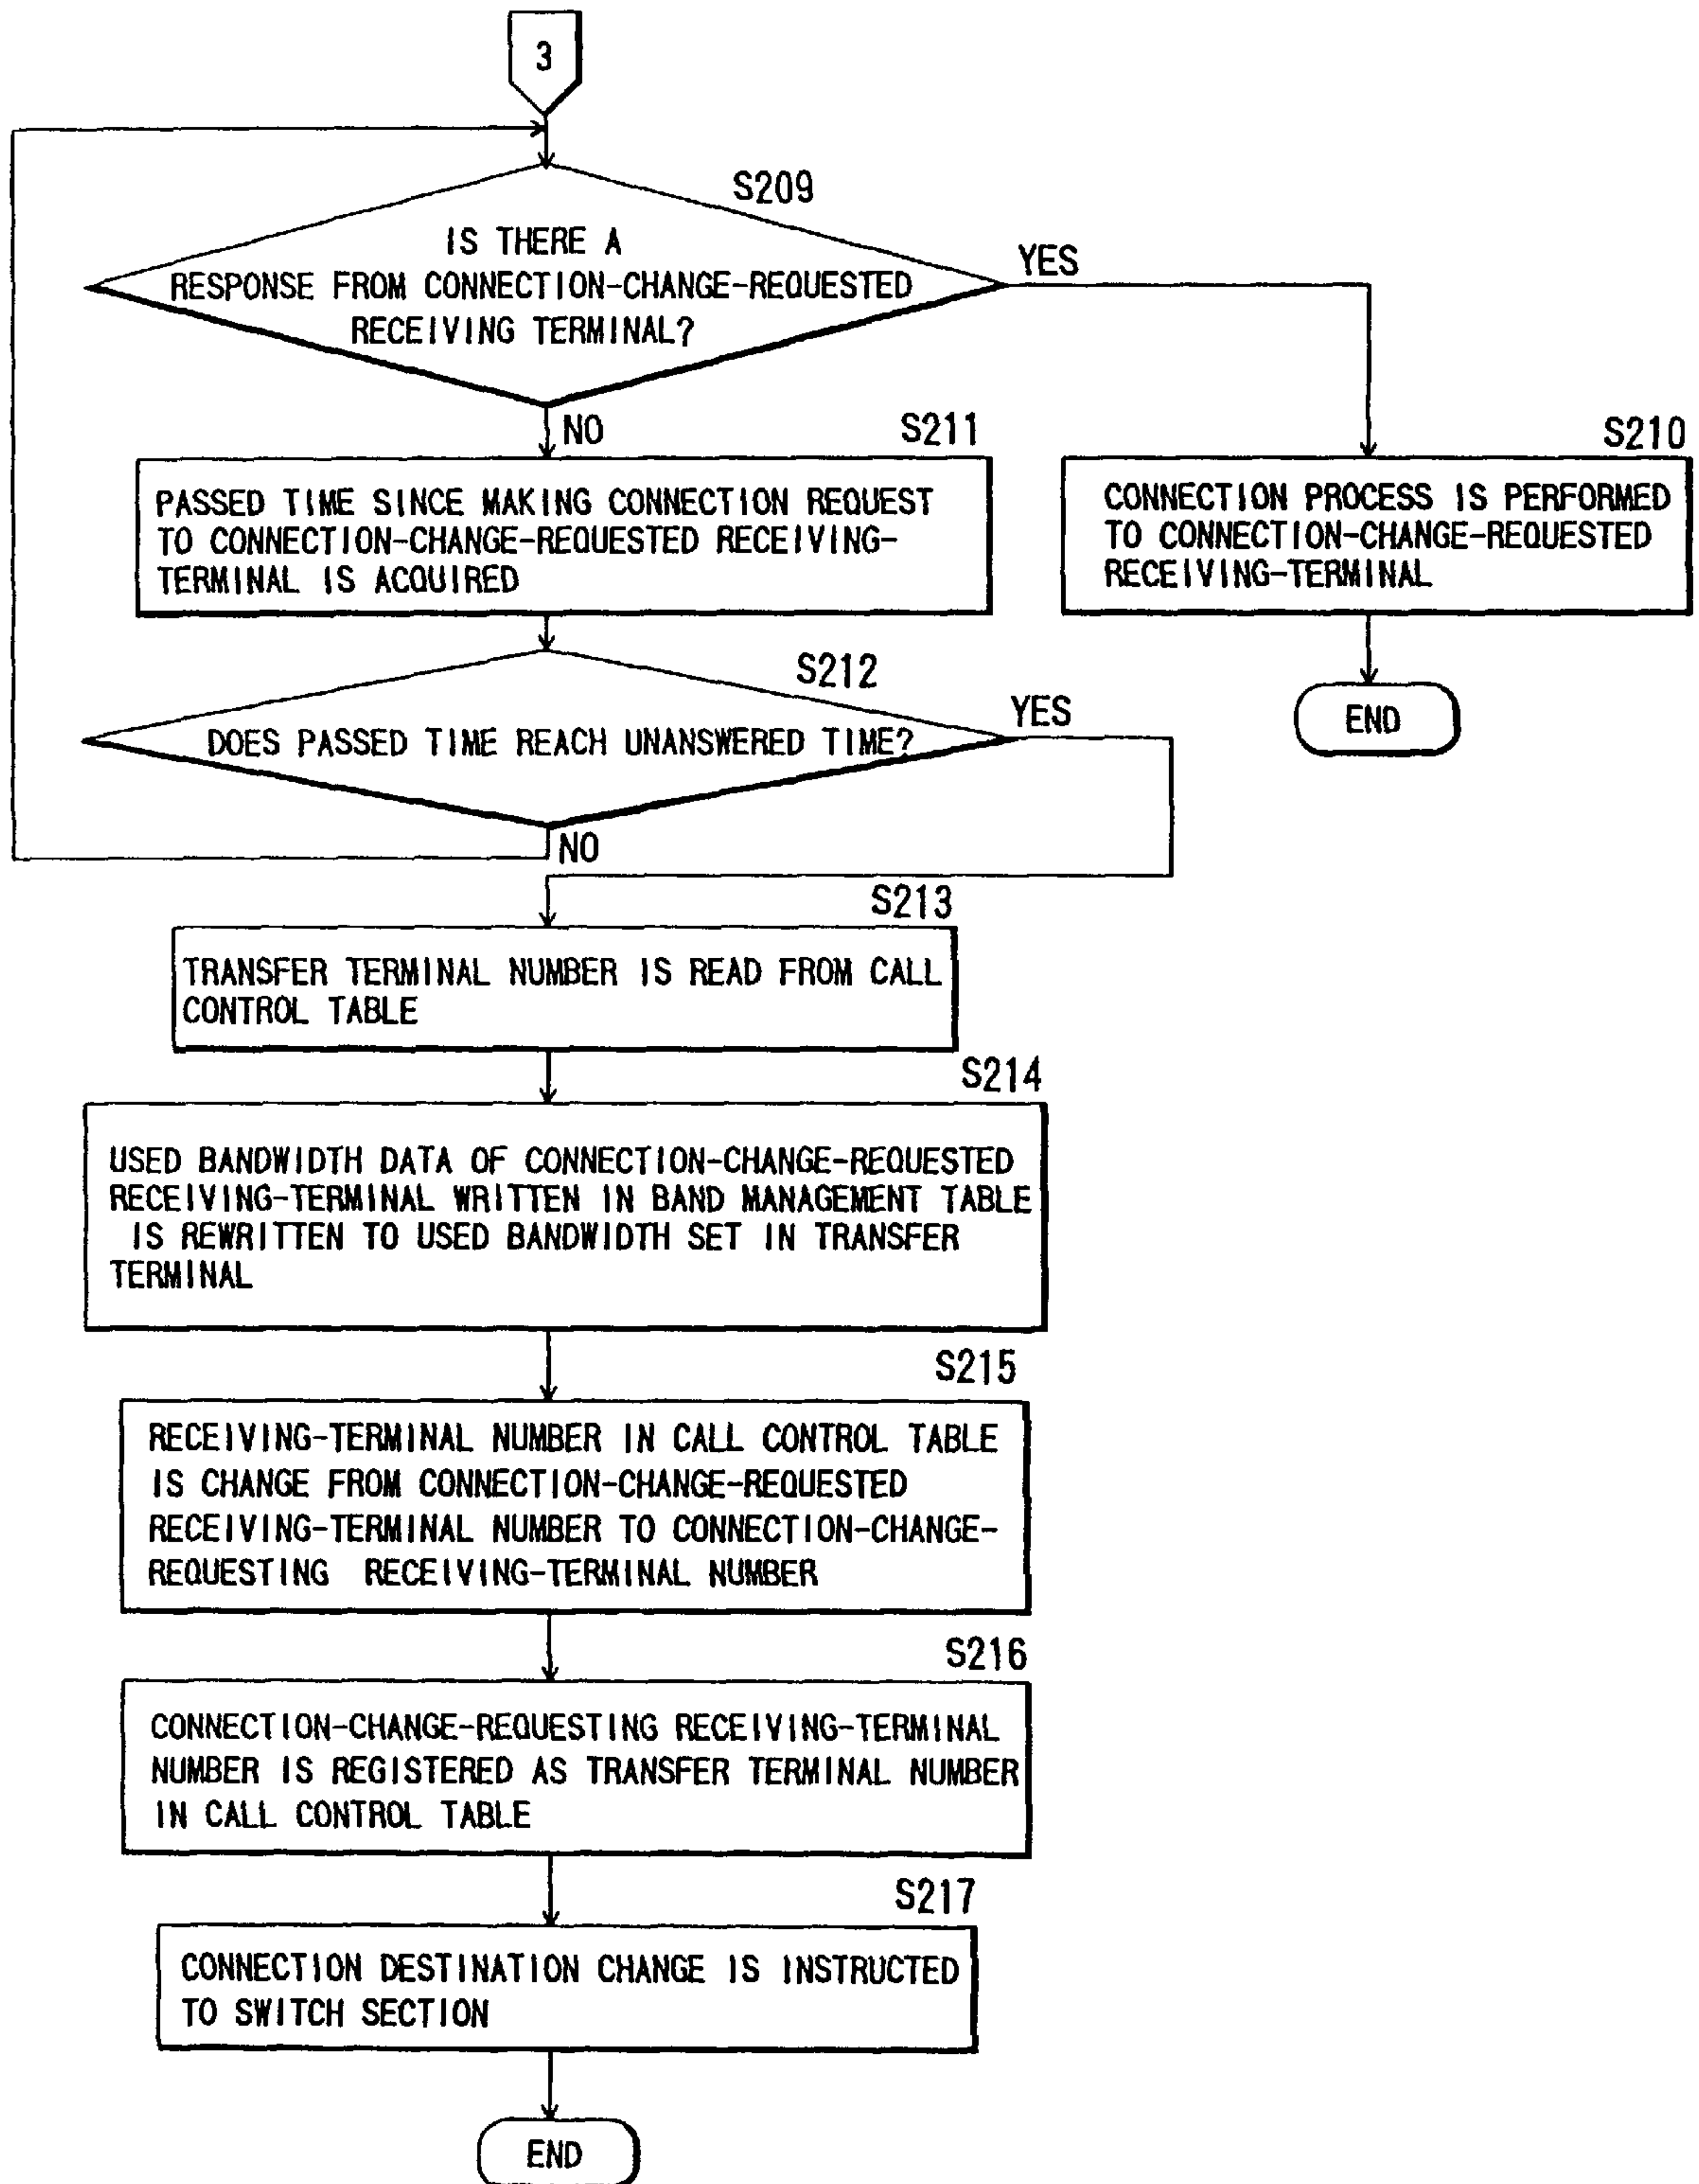 3
S209
IS THERE A
RESPONSE FROM CONNECTION-CHANGE-REQUESTED
RECEIVING TERMINAL?
YES
NO
S211
PASSED TIME SINCE MAKING CONNECTION REQUEST
TO CONNECTION-CHANGE-REQUESTED RECEIVING-
TERMINAL IS ACQUIRED
S210
CONNECTION PROCESS IS PERFORMED
TO CONNECTION-CHANGE-REQUESTED
RECEIVING-TERMINAL
END
S212
DOES PASSED TIME REACH UNANSWERED TIME?
YES
NO
S213
TRANSFER TERMINAL NUMBER IS READ FROM CALL
CONTROL TABLE
S214
USED BANDWIDTH DATA OF CONNECTION-CHANGE-REQUESTED
RECEIVING-TERMINAL WRITTEN IN BAND MANAGEMENT TABLE
IS REWRITTEN TO USED BANDWIDTH SET IN TRANSFER
TERMINAL
S215
RECEIVING-TERMINAL NUMBER IN CALL CONTROL TABLE
IS CHANGE FROM CONNECTION-CHANGE-REQUESTED
RECEIVING-TERMINAL NUMBER TO CONNECTION-CHANGE-
REQUESTING RECEIVING-TERMINAL NUMBER
S216
CONNECTION-CHANGE-REQUESTING RECEIVING-TERMINAL
NUMBER IS REGISTERED AS TRANSFER TERMINAL NUMBER
IN CALL CONTROL TABLE
S217
CONNECTION DESTINATION CHANGE IS INSTRUCTED
TO SWITCH SECTION
END